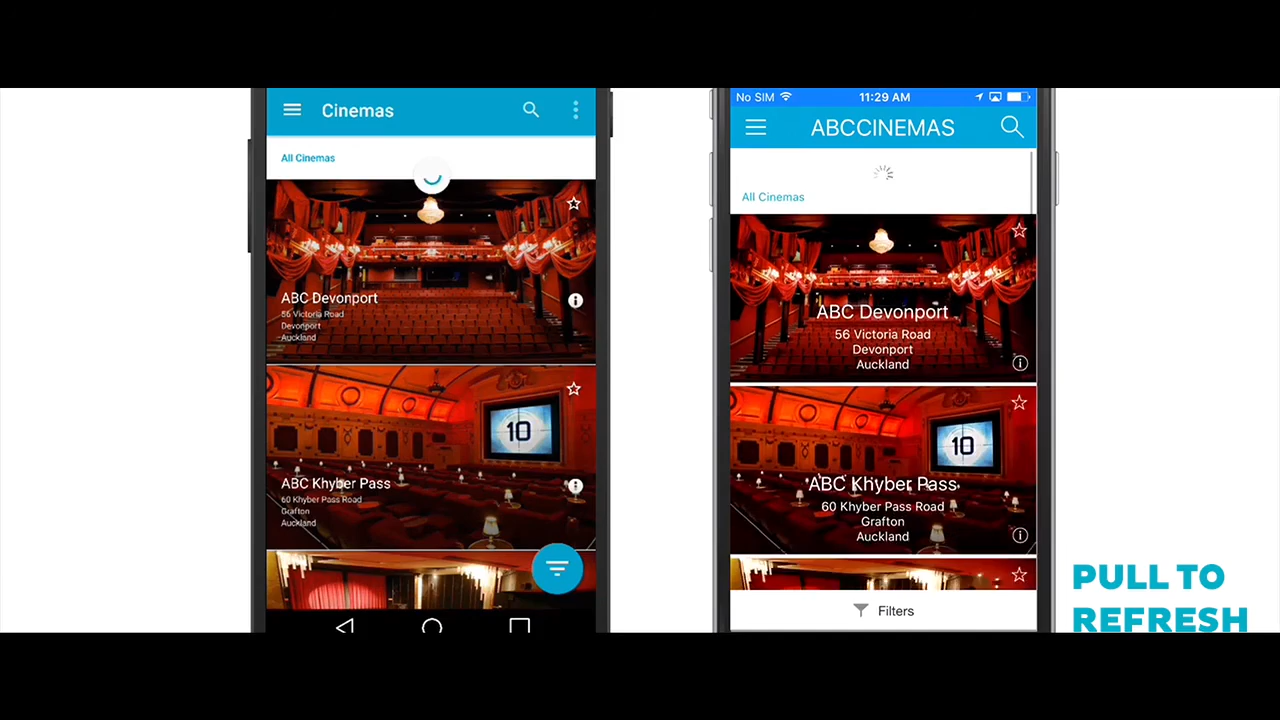 Cinemas
All Cinemas
ABC Devonport
56 Victoria Road
Devonport
Auckland
10
ABC Khyber Pass
60 Khyber Pass Road
Grafton
Auckland
No SIM
11:29 AM
ABCCINEMAS
All Cinemas
ABC Devonport
56 Victoria Road
Devonport
Auckland
10
ABC Khyber Pass
60 Khyber Pass Road
Grafton
Auckland
Filters
PULL TO
REFRESH